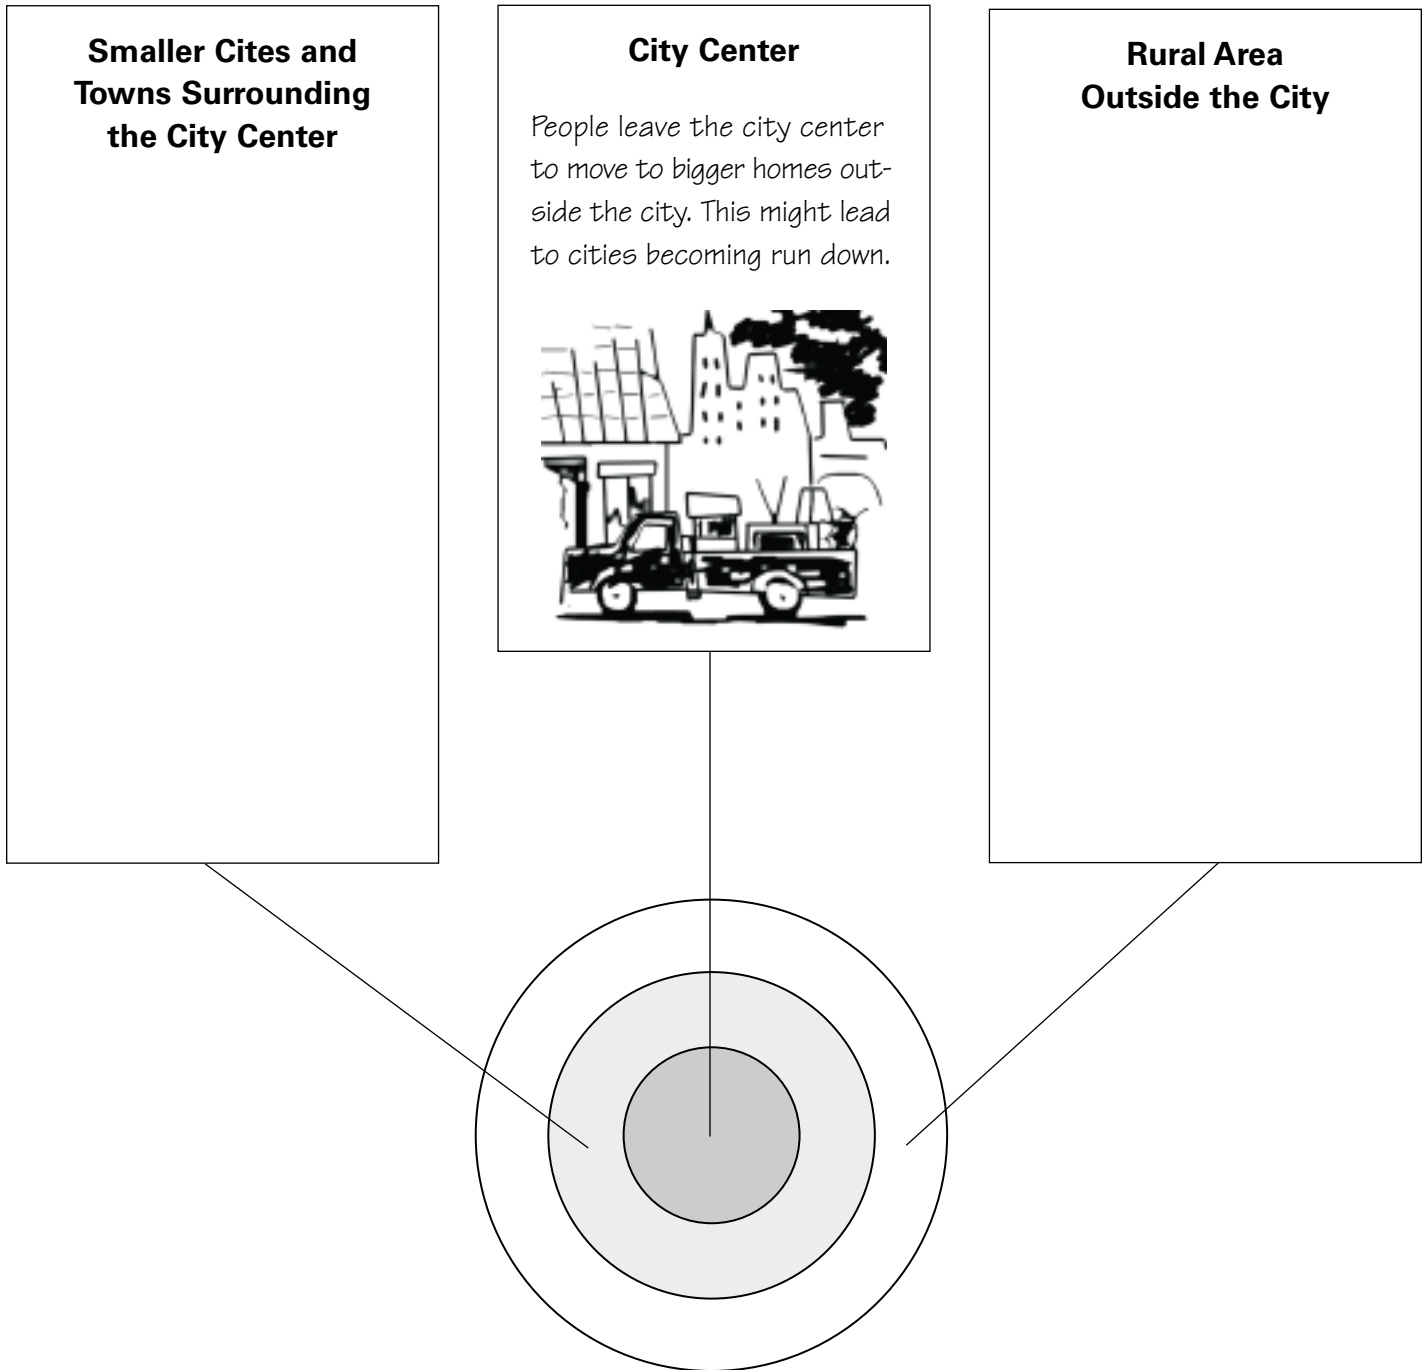 Smaller Cites and
Towns Surrounding
the City Center
City Center
People leave the city center
to move to bigger homes out-
side the city. This might lead
to cities becoming run down.
Rural Area
Outside the City